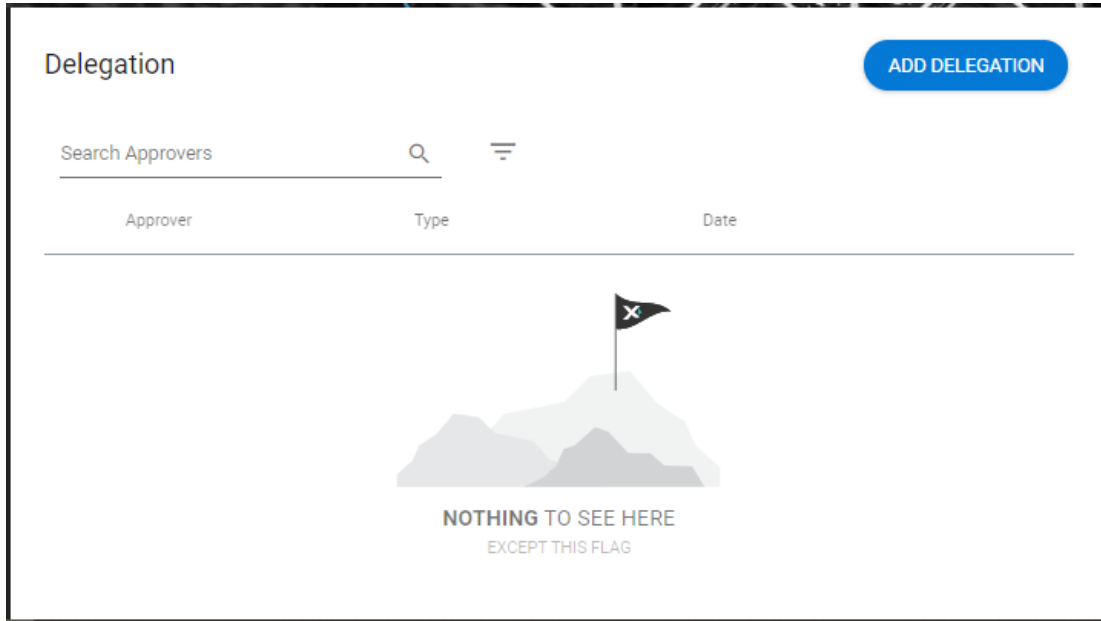 Delegation
ADD DELEGATION
Search Approvers
Approver Type Date
X
NOTHING TO SEE HERE
EXCEPT THIS FLAG